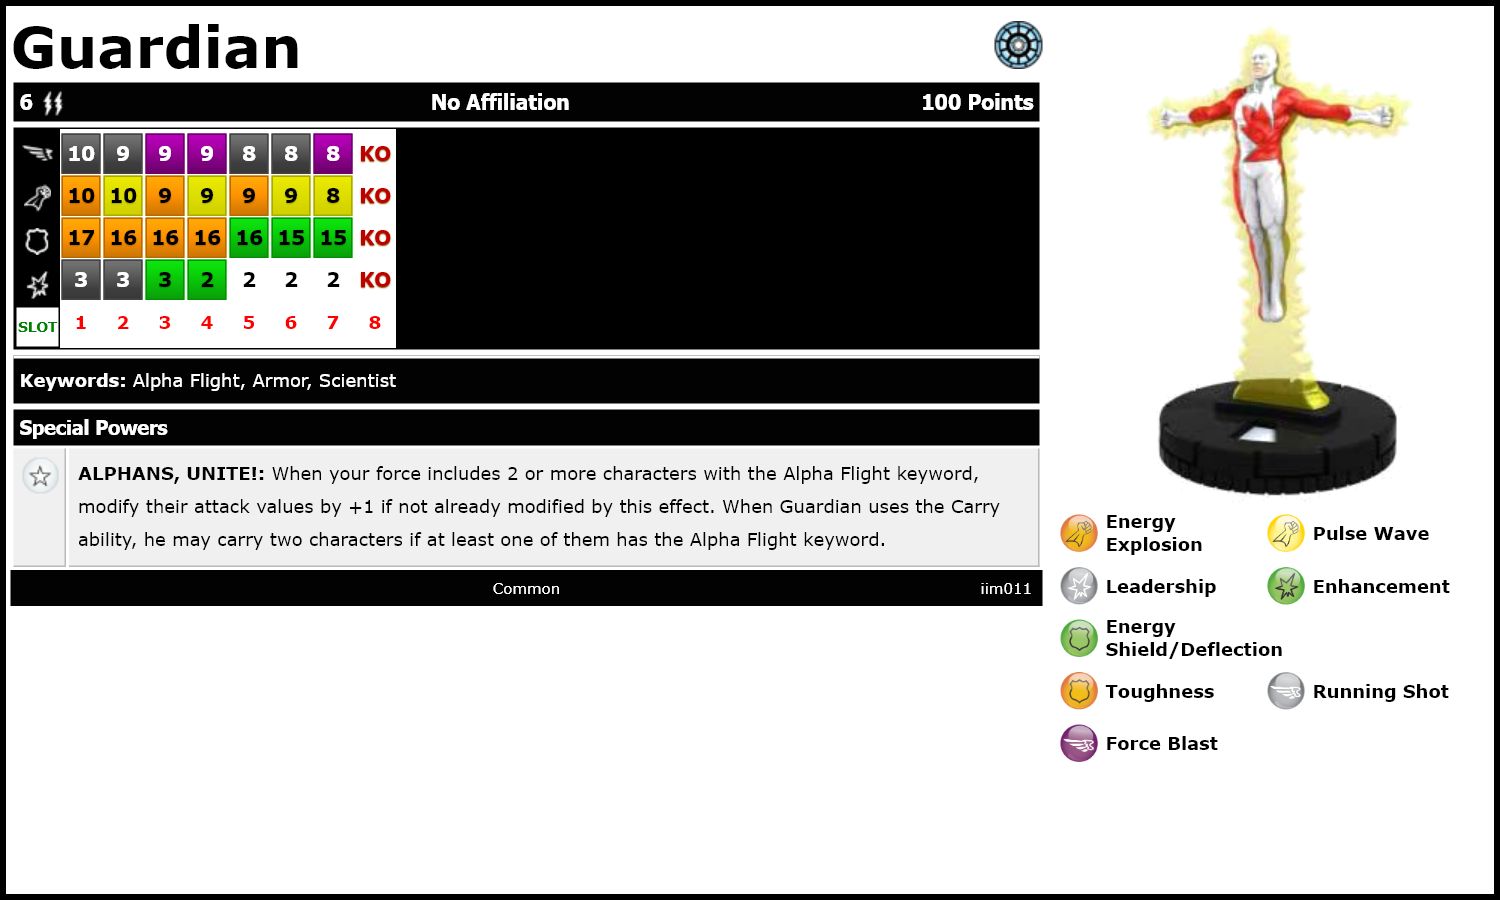 Guardian
6 No Affiliation 100 Points
10 9 9 9 8 8 8 KO
10 10 9 9 9 9 8 KO
17 16 16 16 16 15 15 KO
3 3 3 2 2 2 2 KO
SLOT 1 2 3 4 5 6 7 8
Keywords: Alpha Flight, Armor, Scientist
Special Powers
ALPHANS, UNITE!: When your force includes 2 or more characters with the Alpha Flight keyword,
modify their attack values by +1 if not already modified by this effect. When Guardian uses the Carry
ability, he may carry two characters if at least one of them has the Alpha Flight keyword.
Common iim011
Energy
Explosion
Pulse Wave
Leadership
Enhancement
Energy
Shield/Deflection
Toughness
Running Shot
Force Blast